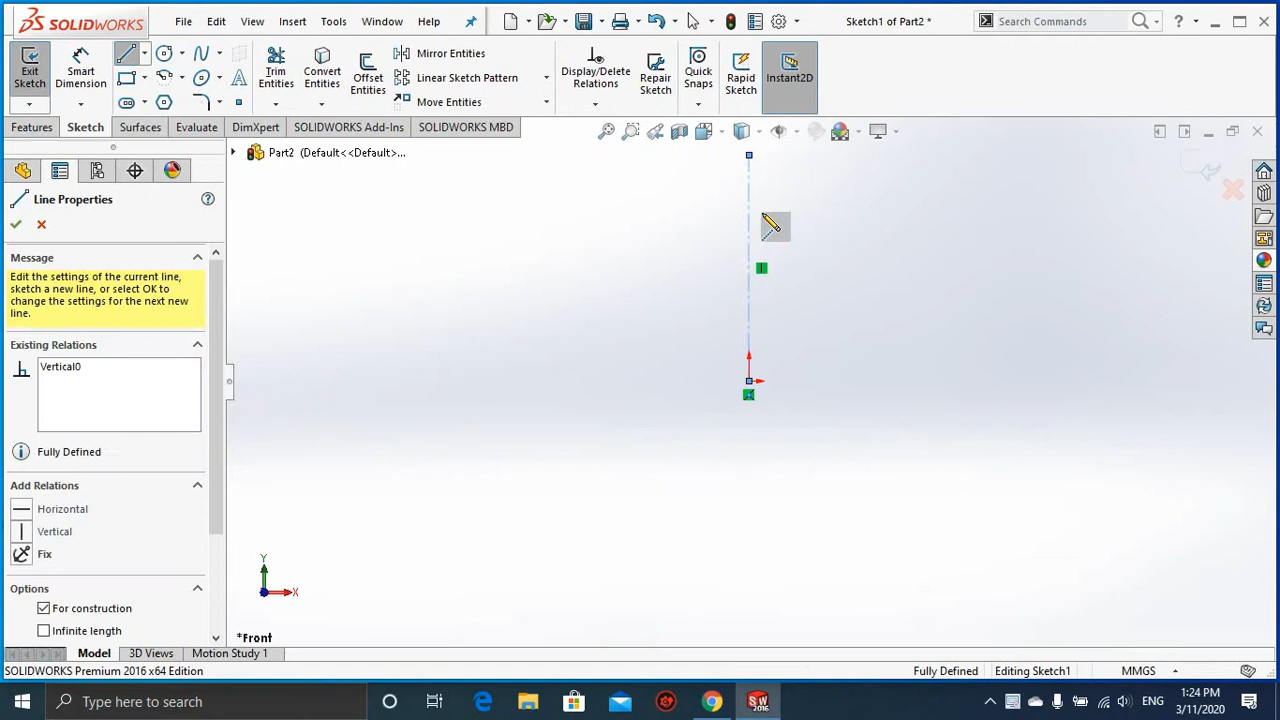 SOLIDWORKS File Edit View Insert Tools Window Help Sketch1 of Part2 * Search Commands ?
Exit Sketch Smart Dimension Trim Entities Convert Entities Offset Entities Mirror Entities Linear Sketch Pattern Move Entities Display/Delete Relations Repair Sketch Quick Snaps Rapid Sketch Instant2D
Features Sketch Surfaces Evaluate DimXpert SOLIDWORKS Add-Ins SOLIDWORKS MBD
Part2 (Default<<Default>...
Line Properties ?
Message
Edit the settings of the current line,
sketch a new line, or select OK to
change the settings for the next new
line.
Existing Relations
Vertical0
Fully Defined
Add Relations
Horizontal
Vertical
Fix
Options
For construction
Infinite length
Y
X
*Front
Model 3D Views Motion Study 1
SOLIDWORKS Premium 2016 x64 Edition Fully Defined Editing Sketch1 MMGS
Type here to search SW 2016 ENG 1:24 PM
3/11/2020